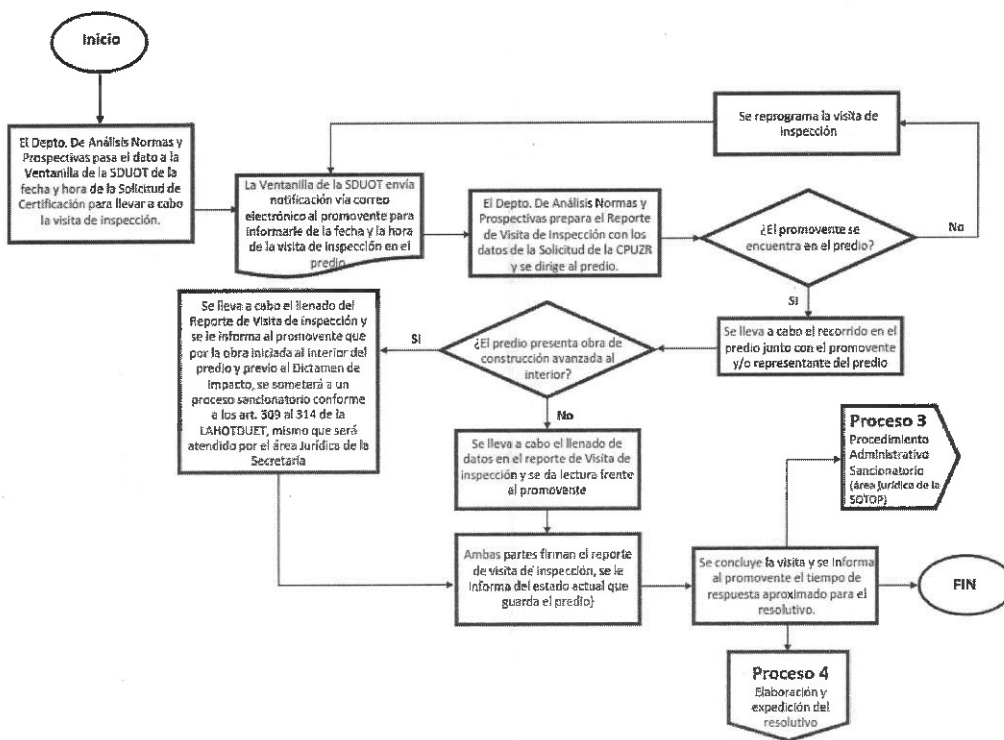 Inicio
El Depto. De Análisis Normas y
Prospectivas pasa el dato a la
Ventanilla de la SDUOT de la
fecha y hora de la Solicitud de
Certificación para llevar a cabo
la visita de inspección.
La Ventanilla de la SDUOT envía
notificación vía correo
electrónico al promovente para
informarle de la fecha y la hora
de la visita de inspección en el
predio
El Depto. De Análisis Normas y
Prospectivas prepara el Reporte
de Visita de Inspección con los
datos de la Solicitud de la CPUZR
y se dirige al predio.
¿El promovente se
encuentra en el predio?
No
Se reprograma la visita de
inspección
Si
Se lleva a cabo el recorrido en el
predio junto con el promovente
y/o representante del predio
¿El predio presenta obra de
construcción avanzada al
interior?
Si
Se lleva a cabo el llenado del
Reporte de Visita de inspección y
se le informa al promovente que
por la obra iniciada al interior del
predio y previo al Dictamen de
Impacto, se someterá a un
proceso sancionatorio conforme
a los art. 309 al 314 de la
LAHOTDUET, mismo que será
atendido por el área Jurídica de la
Secretaría
No
Se lleva a cabo el llenado de
datos en el reporte de Visita de
inspección y se da lectura frente
al promovente
Ambas partes firman el reporte
de visita de inspección, se le
informa del estado actual que
guarda el predio}
Se concluye la visita y se informa
al promovente el tiempo de
respuesta aproximado para el
resolutivo.
Proceso 3
Procedimiento
Administrativo
Sancionatorio
(área Jurídica de la
SOTOP)
FIN
Proceso 4
Elaboración y
expedición del
resolutivo